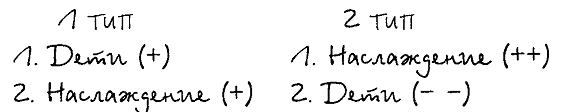 1 тип 2 тип
1. Дети (+) 1. Наслаждение (++)
2. Наслаждение (+) 2. Дети (- -)